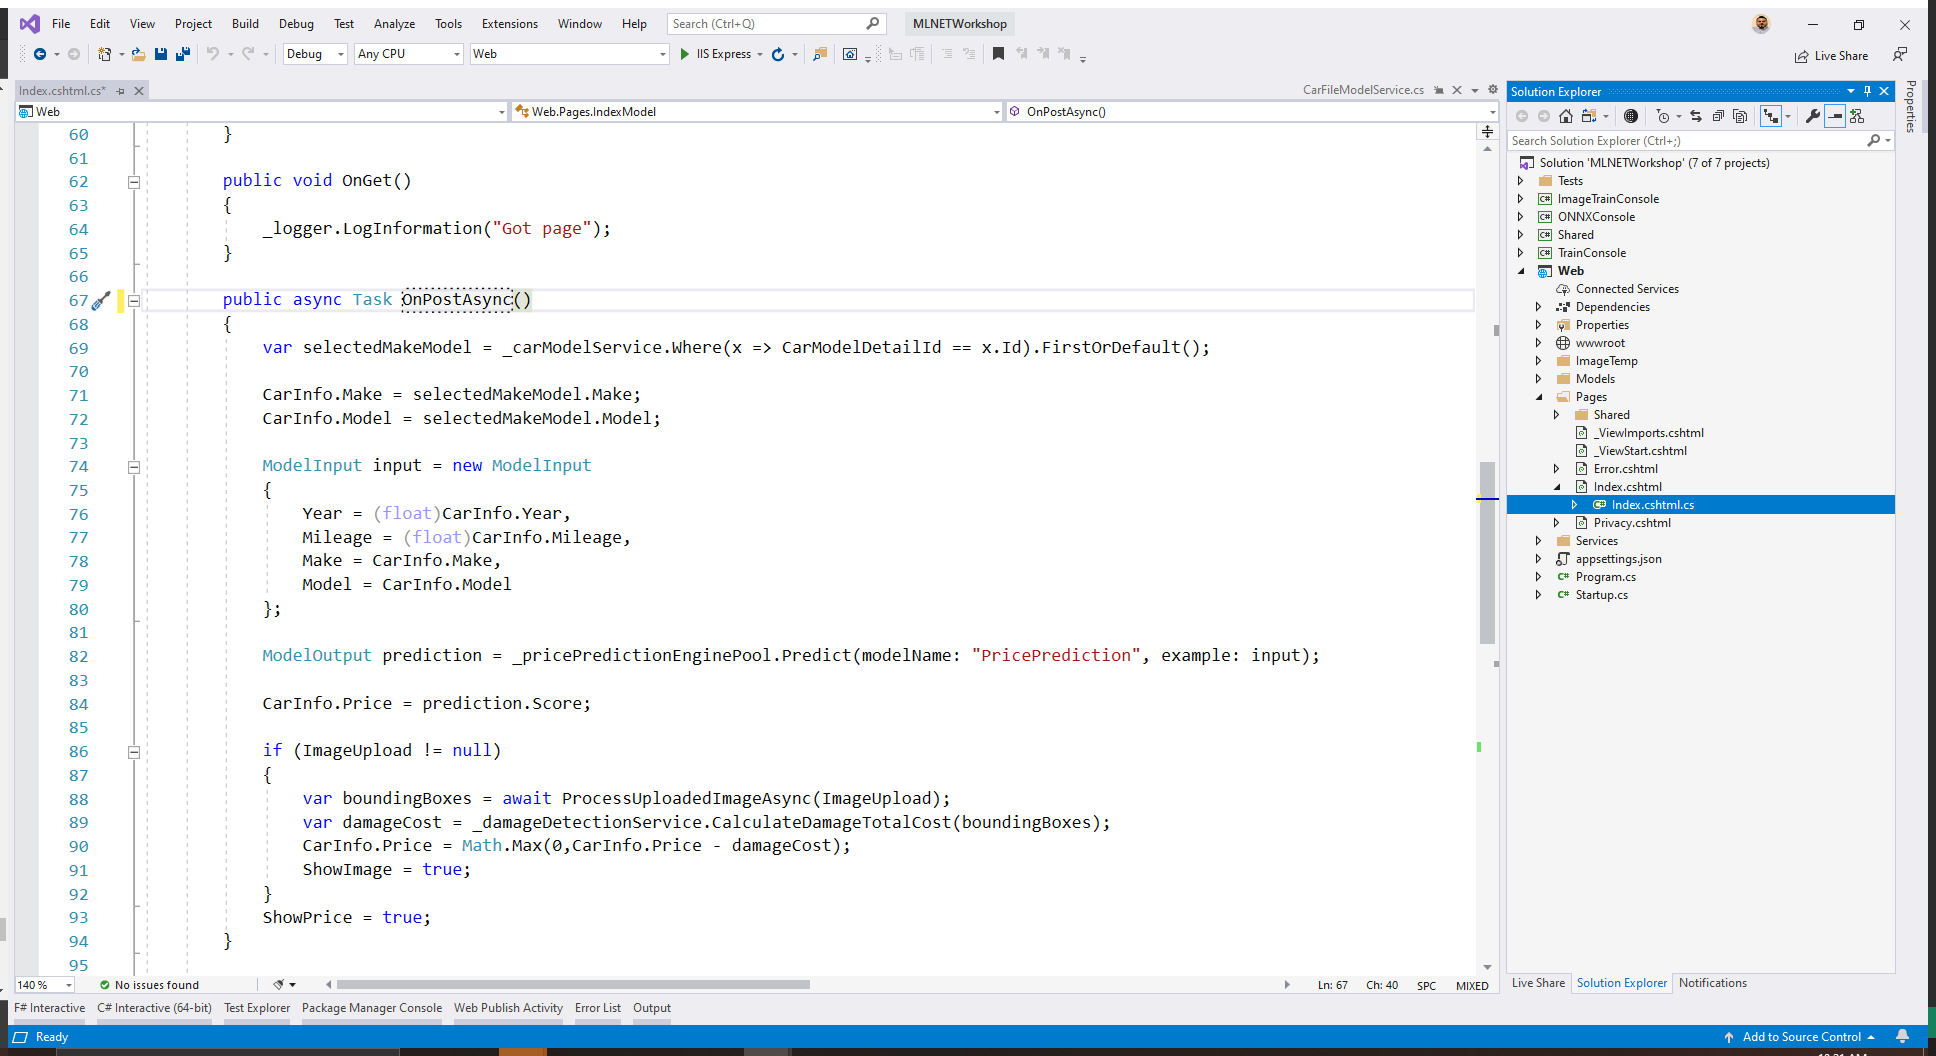 File Edit View Project Build Debug Test Analyze Tools Extensions Window Help Search (Ctrl+Q) MLNETWorkshop
Debug Any CPU Web IIS Express Live Share
Index.cshtml.cs* CarFileModelService.cs
Web Web.Pages.IndexModel OnPostAsync()
60 }
61
62 public void OnGet()
63 {
64 _logger.LogInformation("Got page");
65 }
66
67 public async Task OnPostAsync()
68 {
69 var selectedMakeModel = _carModelService.Where(x => CarModelDetailId == x.Id).FirstOrDefault();
70
71 CarInfo.Make = selectedMakeModel.Make;
72 CarInfo.Model = selectedMakeModel.Model;
73
74 ModelInput input = new ModelInput
75 {
76 Year = (float)CarInfo.Year,
77 Mileage = (float)CarInfo.Mileage,
78 Make = CarInfo.Make,
79 Model = CarInfo.Model
80 };
81
82 ModelOutput prediction = _pricePredictionEnginePool.Predict(modelName: "PricePrediction", example: input);
83
84 CarInfo.Price = prediction.Score;
85
86 if (ImageUpload != null)
87 {
88 var boundingBoxes = await ProcessUploadedImageAsync(ImageUpload);
89 var damageCost = _damageDetectionService.CalculateDamageTotalCost(boundingBoxes);
90 CarInfo.Price = Math.Max(0,CarInfo.Price - damageCost);
91 ShowImage = true;
92 }
93 ShowPrice = true;
94 }
95
140 % No issues found Ln: 67 Ch: 40 SPC MIXED
Solution Explorer
Search Solution Explorer (Ctrl+;)
Solution 'MLNETWorkshop' (7 of 7 projects)
Tests
C# ImageTrainConsole
C# ONNXConsole
C# Shared
C# TrainConsole
Web
Connected Services
Dependencies
Properties
wwwroot
ImageTemp
Models
Pages
Shared
_ViewImports.cshtml
_ViewStart.cshtml
Error.cshtml
Index.cshtml
Index.cshtml.cs
Privacy.cshtml
Services
appsettings.json
C# Program.cs
C# Startup.cs
Live Share Solution Explorer Notifications
Properties
F# Interactive C# Interactive (64-bit) Test Explorer Package Manager Console Web Publish Activity Error List Output
Ready Add to Source Control